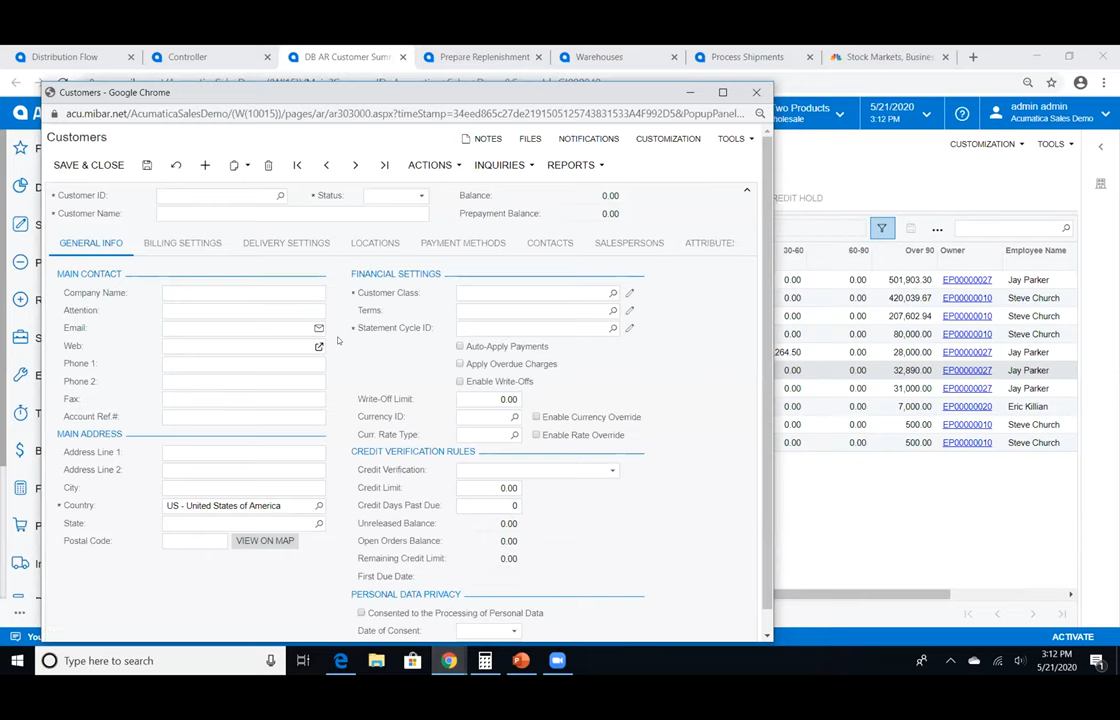 Distribution Flow
Controller
DB AR Customer Summ
Prepare Replenishment
Warehouses
Process Shipments
Stock Markets, Busines
Customers - Google Chrome
acu.mibar.net/AcumaticaSalesDemo/(W(10015))/pages/ar/ar303000.aspx?timeStamp=34eed865c27de2191505125743831533A4F992D5&PopupPanel...
Two Products
Wholesale
5/21/2020
3:12 PM
admin admin
Acumatica Sales Demo
Customers
NOTES FILES NOTIFICATIONS CUSTOMIZATION TOOLS
CUSTOMIZATION TOOLS
SAVE & CLOSE ACTIONS INQUIRIES REPORTS
* Customer ID: * Status: Balance: 0.00
* Customer Name: Prepayment Balance: 0.00
CREDIT HOLD
GENERAL INFO BILLING SETTINGS DELIVERY SETTINGS LOCATIONS PAYMENT METHODS CONTACTS SALESPERSONS ATTRIBUTES
MAIN CONTACT
Company Name:
Attention:
Email:
Web:
Phone 1:
Phone 2:
Fax:
Account Ref.#:
MAIN ADDRESS
Address Line 1:
Address Line 2:
City:
* Country: US - United States of America
State:
Postal Code: VIEW ON MAP
FINANCIAL SETTINGS
* Customer Class:
Terms:
* Statement Cycle ID:
Auto-Apply Payments
Apply Overdue Charges
Enable Write-Offs
Write-Off Limit: 0.00
Currency ID: Enable Currency Override
Curr. Rate Type: Enable Rate Override
CREDIT VERIFICATION RULES
Credit Verification:
Credit Limit: 0.00
Credit Days Past Due: 0
Unreleased Balance: 0.00
Open Orders Balance: 0.00
Remaining Credit Limit: 0.00
First Due Date:
PERSONAL DATA PRIVACY
Consented to the Processing of Personal Data
Date of Consent:
30-60 60-90 Over 90 Owner Employee Name
0.00 0.00 501,903.30 EP00000027 Jay Parker
0.00 0.00 420,039.67 EP00000010 Steve Church
0.00 0.00 207,602.94 EP00000010 Steve Church
0.00 0.00 80,000.00 EP00000010 Steve Church
264.50 0.00 28,000.00 EP00000027 Jay Parker
0.00 0.00 32,890.00 EP00000027 Jay Parker
0.00 0.00 31,000.00 EP00000027 Jay Parker
0.00 0.00 7,000.00 EP00000020 Eric Killian
0.00 0.00 500.00 EP00000010 Steve Church
0.00 0.00 500.00 EP00000010 Steve Church
You
ACTIVATE
Type here to search
3:12 PM
5/21/2020